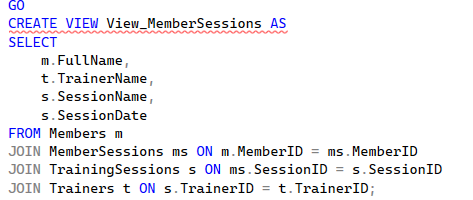 GO
CREATE VIEW View_MemberSessions AS
SELECT
    m.FullName,
    t.TrainerName,
    s.SessionName,
    s.SessionDate
FROM Members m
JOIN MemberSessions ms ON m.MemberID = ms.MemberID
JOIN TrainingSessions s ON ms.SessionID = s.SessionID
JOIN Trainers t ON s.TrainerID = t.TrainerID;